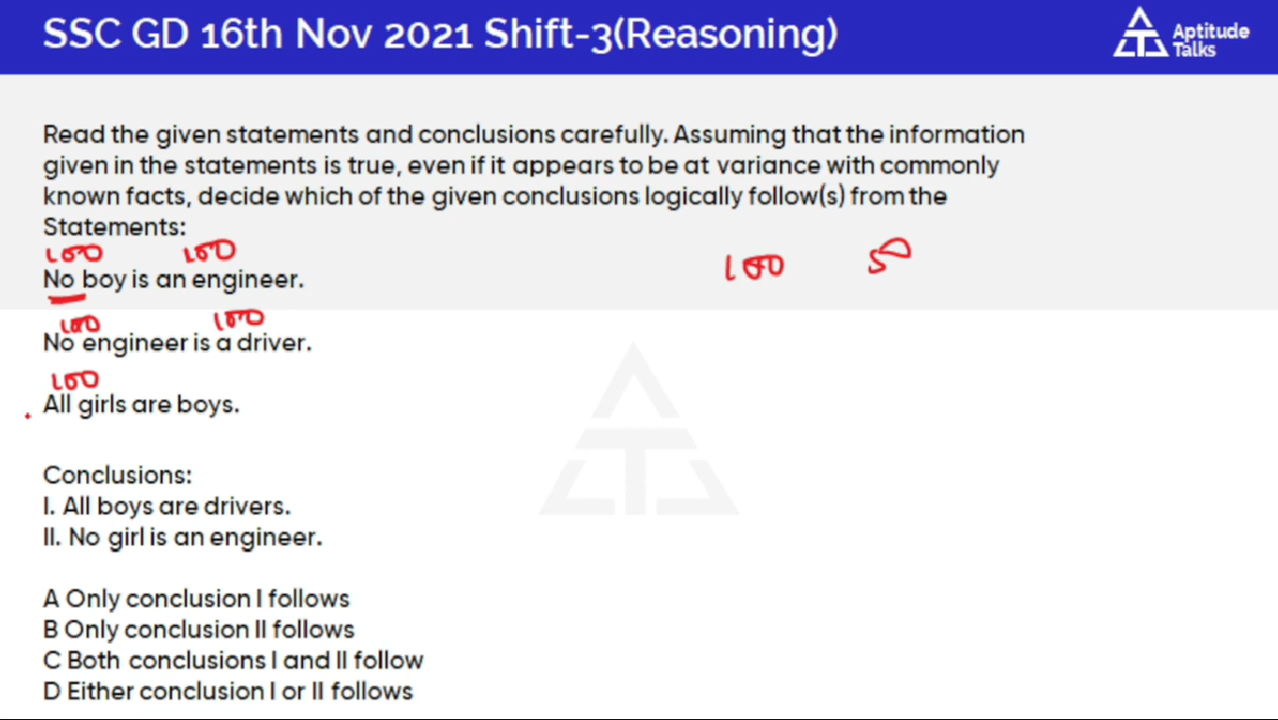 SSC GD 16th Nov 2021 Shift-3(Reasoning)
Aptitude
Talks
Read the given statements and conclusions carefully. Assuming that the information
given in the statements is true, even if it appears to be at variance with commonly
known facts, decide which of the given conclusions logically follow(s) from the
Statements:
100 100
No boy is an engineer.
100 50
100 100
No engineer is a driver.
100
All girls are boys.
Conclusions:
I. All boys are drivers.
II. No girl is an engineer.
A Only conclusion I follows
B Only conclusion II follows
C Both conclusions I and II follow
D Either conclusion I or II follows